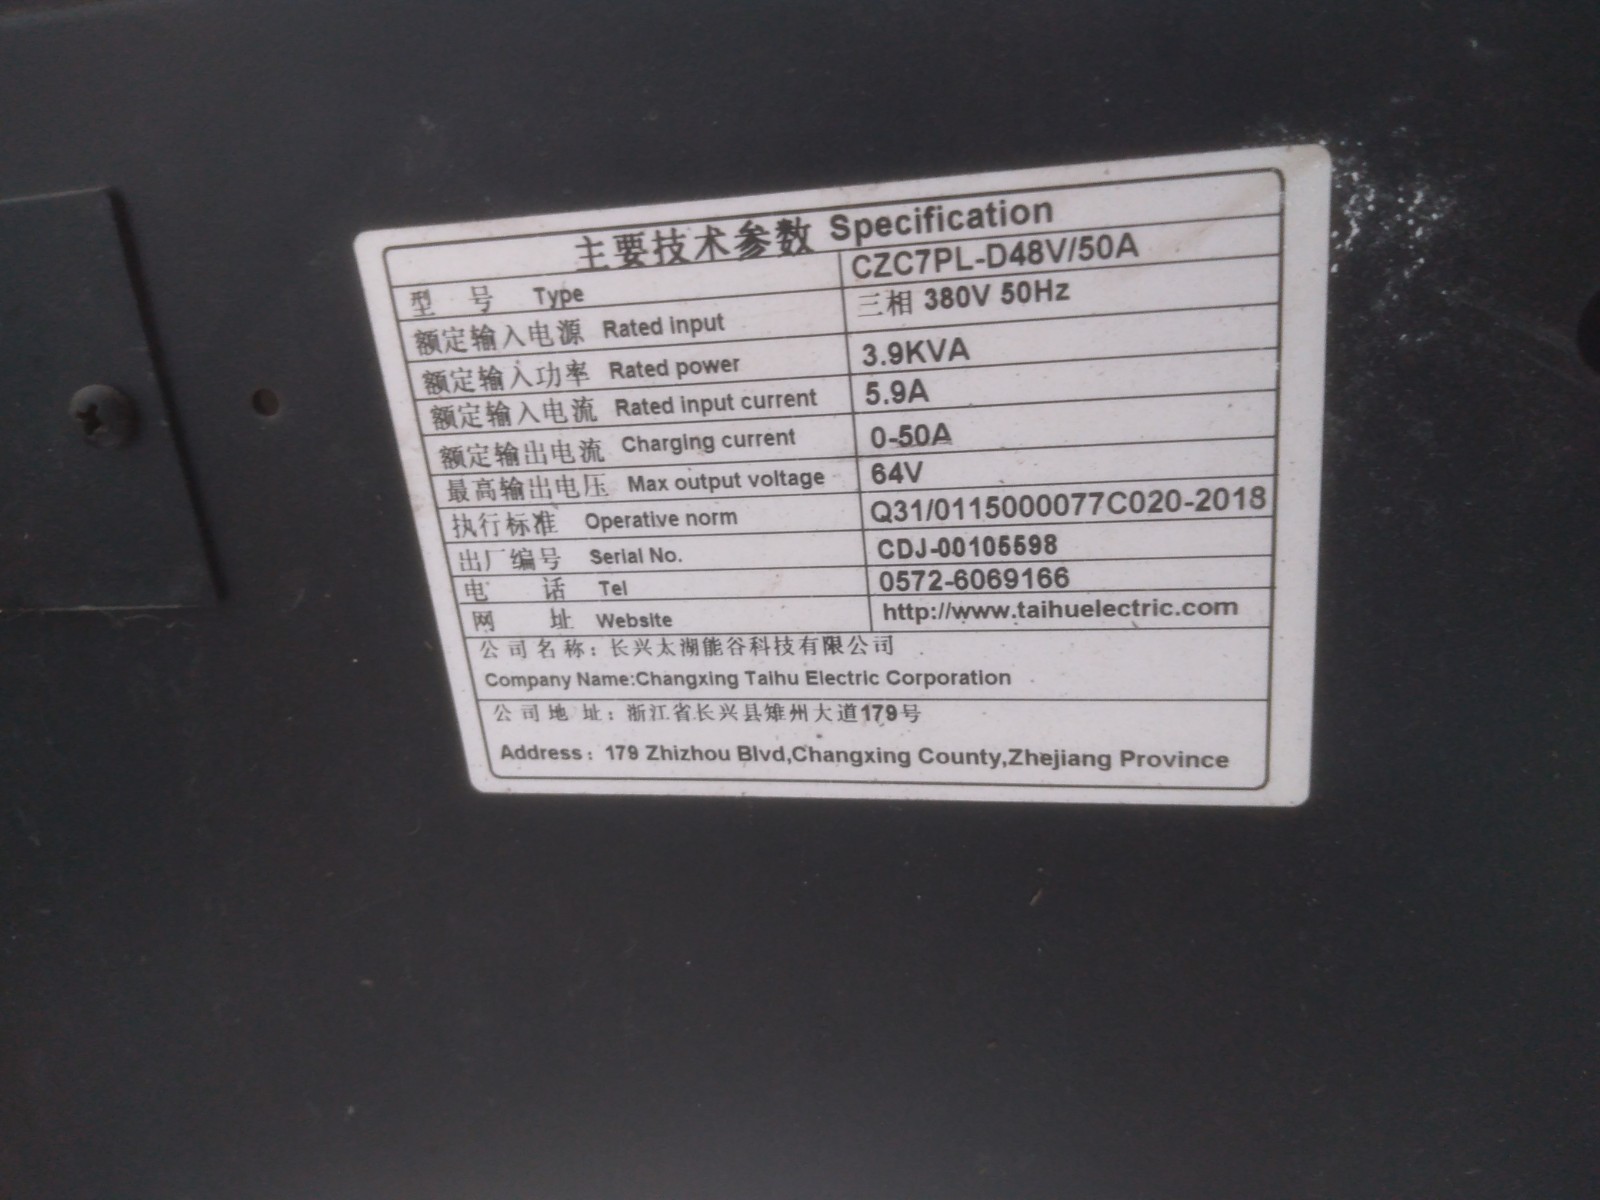 主要技术参数 Specification
型 号 Type CZC7PL-D48V/50A
额定输入电源 Rated input 三相 380V 50Hz
额定输入功率 Rated power 3.9KVA
额定输入电流 Rated input current 5.9A
额定输出电流 Charging current 0-50A
最高输出电压 Max output voltage 64V
执行标准 Operative norm Q31/0115000077C020-2018
出厂编号 Serial No. CDJ-00105598
电 话 Tel 0572-6069166
网 址 Website http://www.taihuelectric.com
公司名称：长兴太湖能谷科技有限公司
Company Name:Changxing Taihu Electric Corporation
公司地址：浙江省长兴县雉州大道179号
Address：179 Zhizhou Blvd,Changxing County,Zhejiang Province